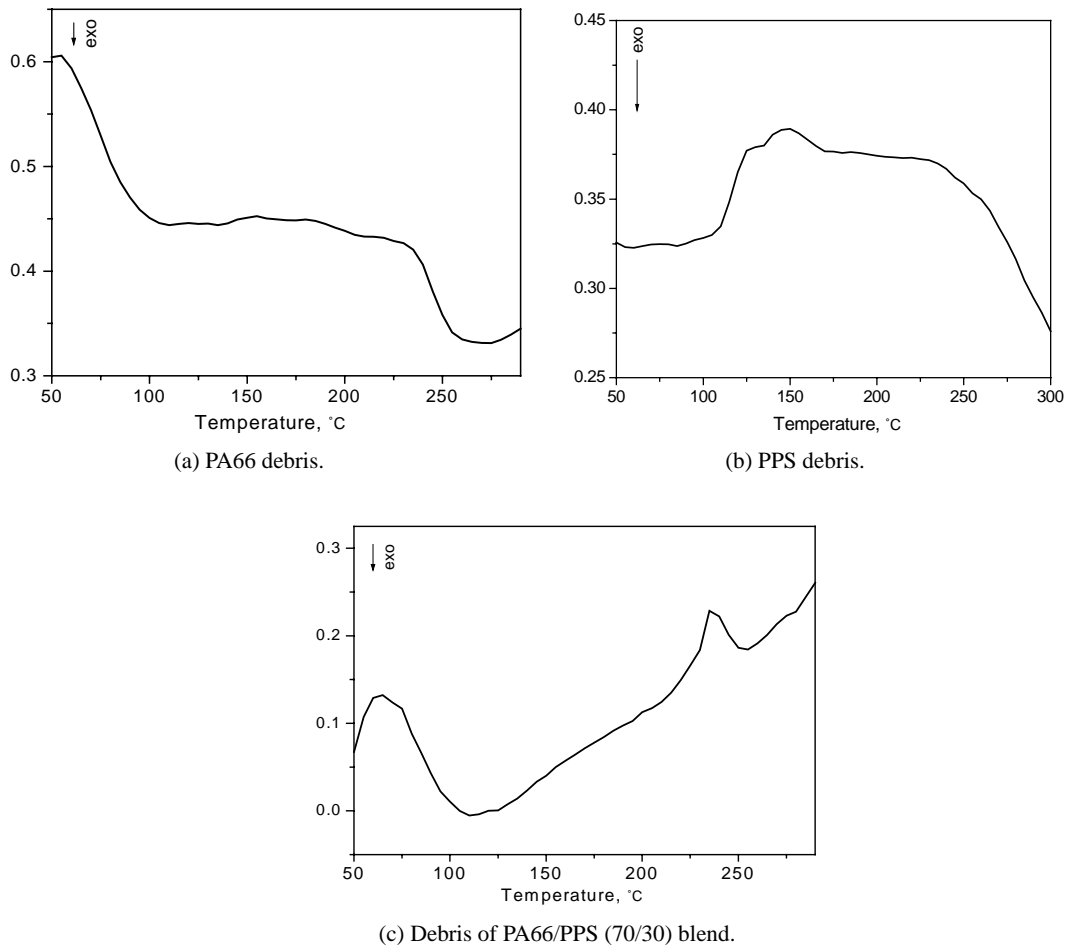 exo
0.6
0.5
0.4
0.3
50 100 150 200 250
Temperature, °C
(a) PA66 debris.
exo
0.45
0.40
0.35
0.30
0.25
50 100 150 200 250 300
Temperature, °C
(b) PPS debris.
exo
0.3
0.2
0.1
0.0
50 100 150 200 250
Temperature, °C
(c) Debris of PA66/PPS (70/30) blend.